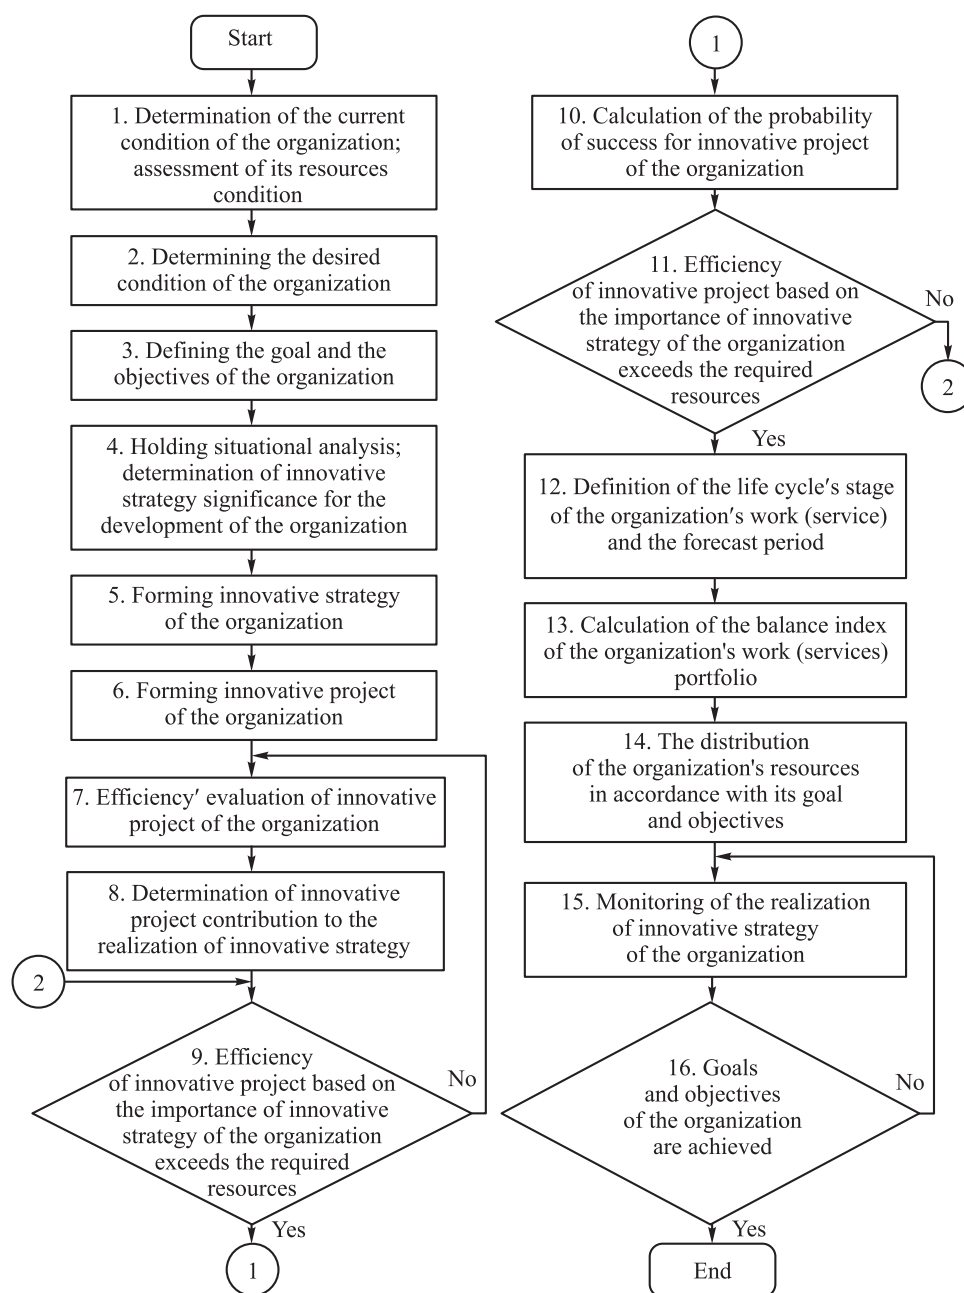 Start
1. Determination of the current
condition of the organization;
assessment of its resources
condition
2. Determining the desired
condition of the organization
3. Defining the goal and the
objectives of the organization
4. Holding situational analysis;
determination of innovative
strategy significance for the
development of the organization
5. Forming innovative strategy
of the organization
6. Forming innovative project
of the organization
7. Efficiency′ evaluation of innovative
project of the organization
8. Determination of innovative
project contribution to the
realization of innovative strategy
2
9. Efficiency
of innovative project based on
the importance of innovative
strategy of the organization
exceeds the required
resources
No
Yes
1
1
10. Calculation of the probability
of success for innovative project
of the organization
11. Efficiency
of innovative project based on
the importance of innovative
strategy of the organization
exceeds the required
resources
No
2
Yes
12. Definition of the life cycle′s stage
of the organization′s work (service)
and the forecast period
13. Calculation of the balance index
of the organization's work (services)
portfolio
14. The distribution
of the organization's resources
in accordance with its goal
and objectives
15. Monitoring of the realization
of innovative strategy
of the organization
16. Goals
and objectives
of the organization
are achieved
No
Yes
End